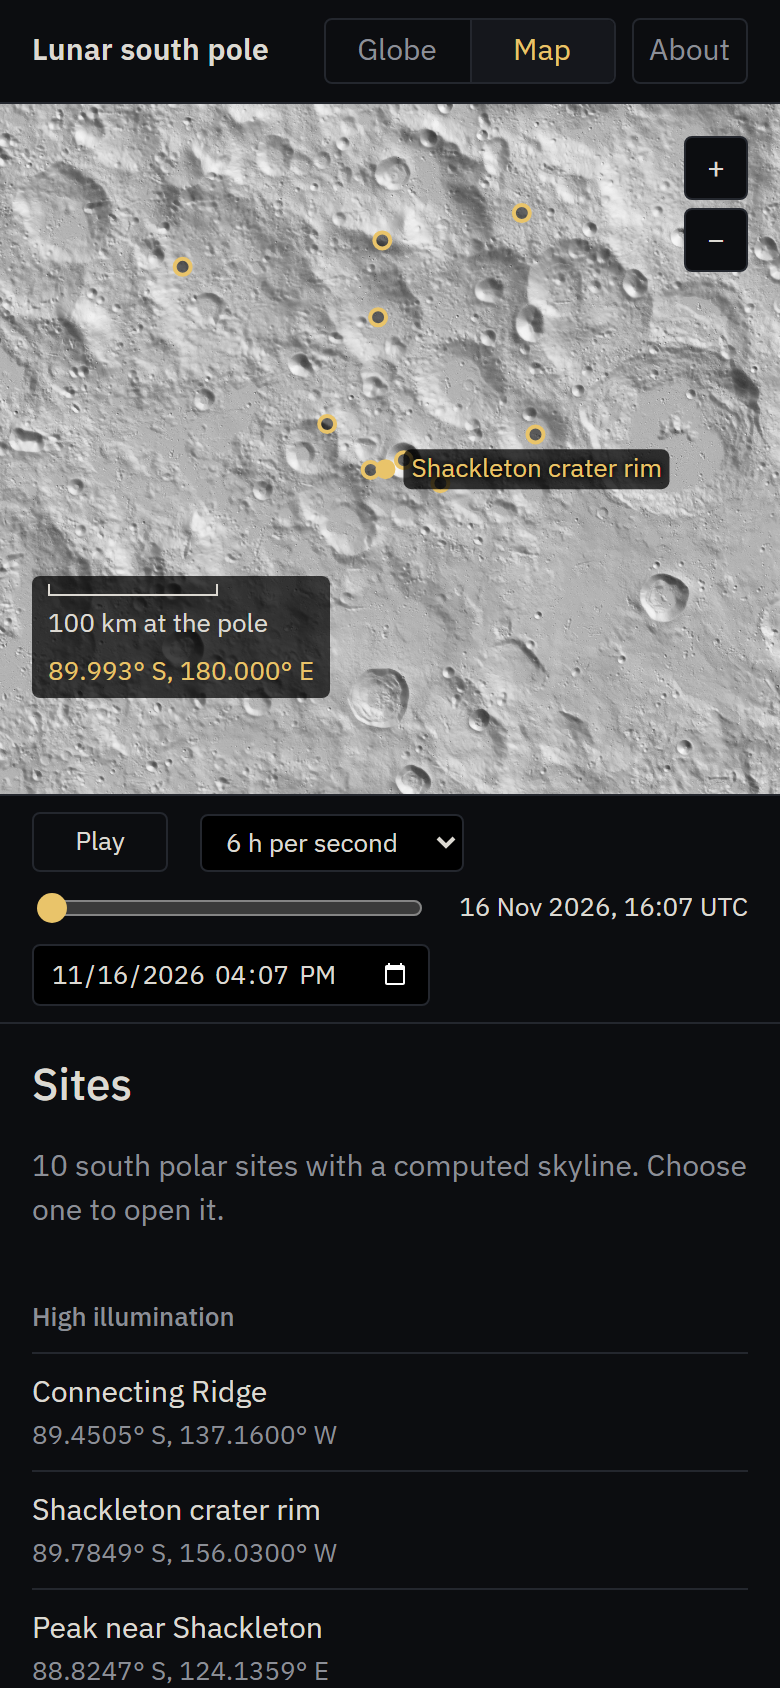 Lunar south pole
Globe
Map
About
+
−
Shackleton crater rim
100 km at the pole
89.993° S, 180.000° E
Play
6 h per second
16 Nov 2026, 16:07 UTC
11/16/2026 04:07 PM
Sites
10 south polar sites with a computed skyline. Choose
one to open it.
High illumination
Connecting Ridge
89.4505° S, 137.1600° W
Shackleton crater rim
89.7849° S, 156.0300° W
Peak near Shackleton
88.8247° S, 124.1359° E